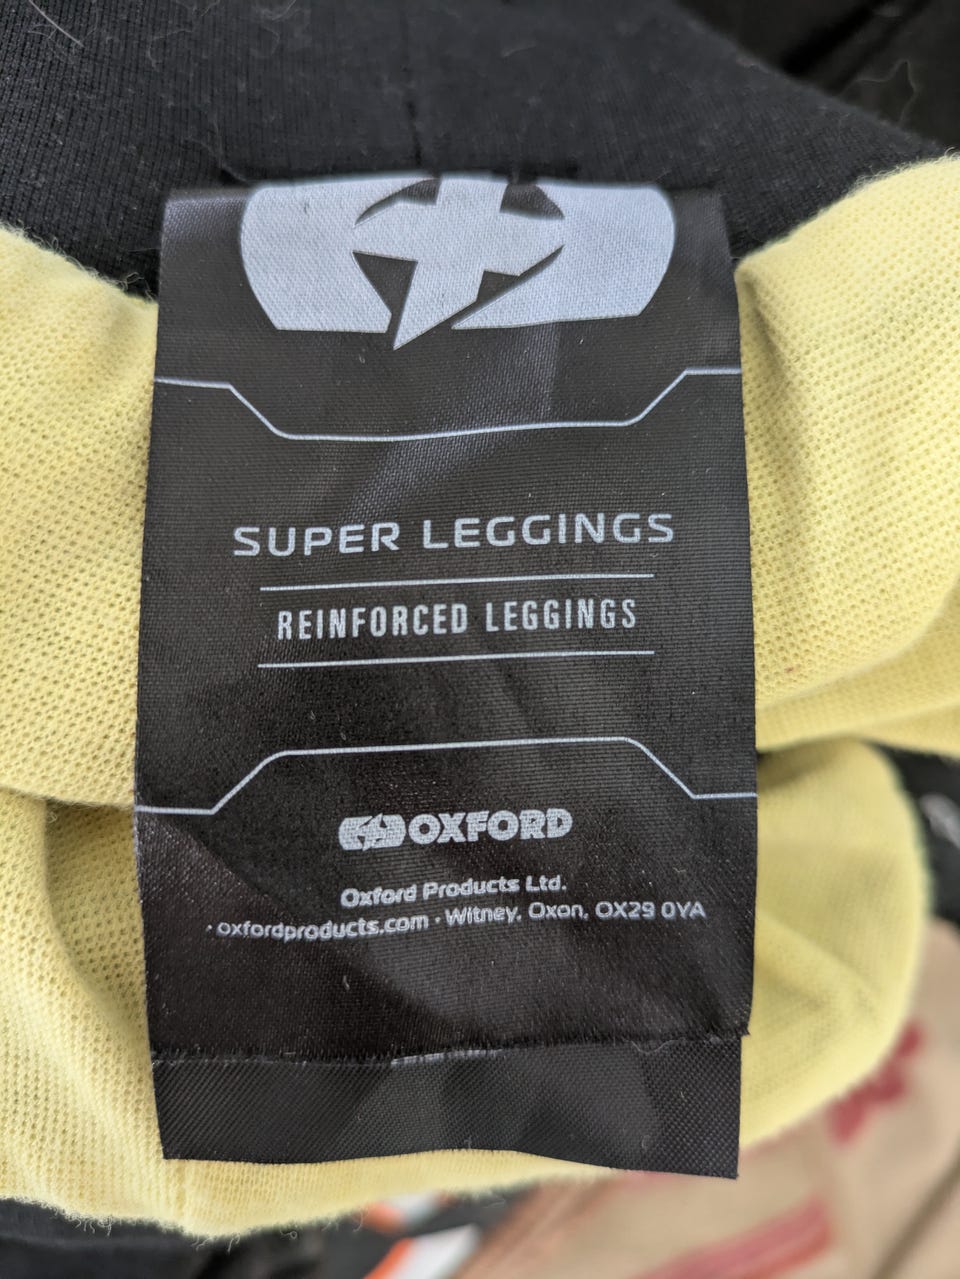 SUPER LEGGINGS
REINFORCED LEGGINGS
OXFORD
Oxford Products Ltd.
· oxfordproducts.com · Witney, Oxon, OX29 0YA